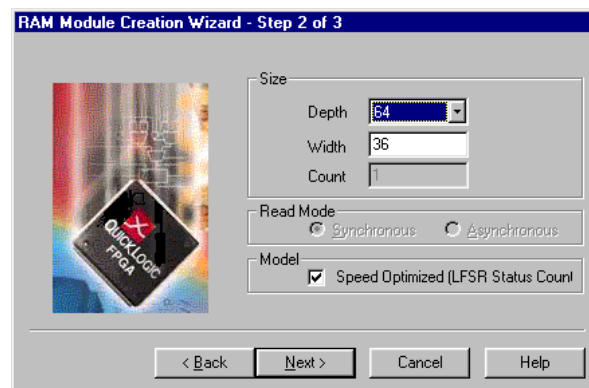 RAM Module Creation Wizard - Step 2 of 3
Size
Depth 64
Width 36
Count 1
Read Mode
Synchronous Asynchronous
Model
Speed Optimized (LFSR Status Count
QUICKLOGIC
FPGA
< Back Next > Cancel Help